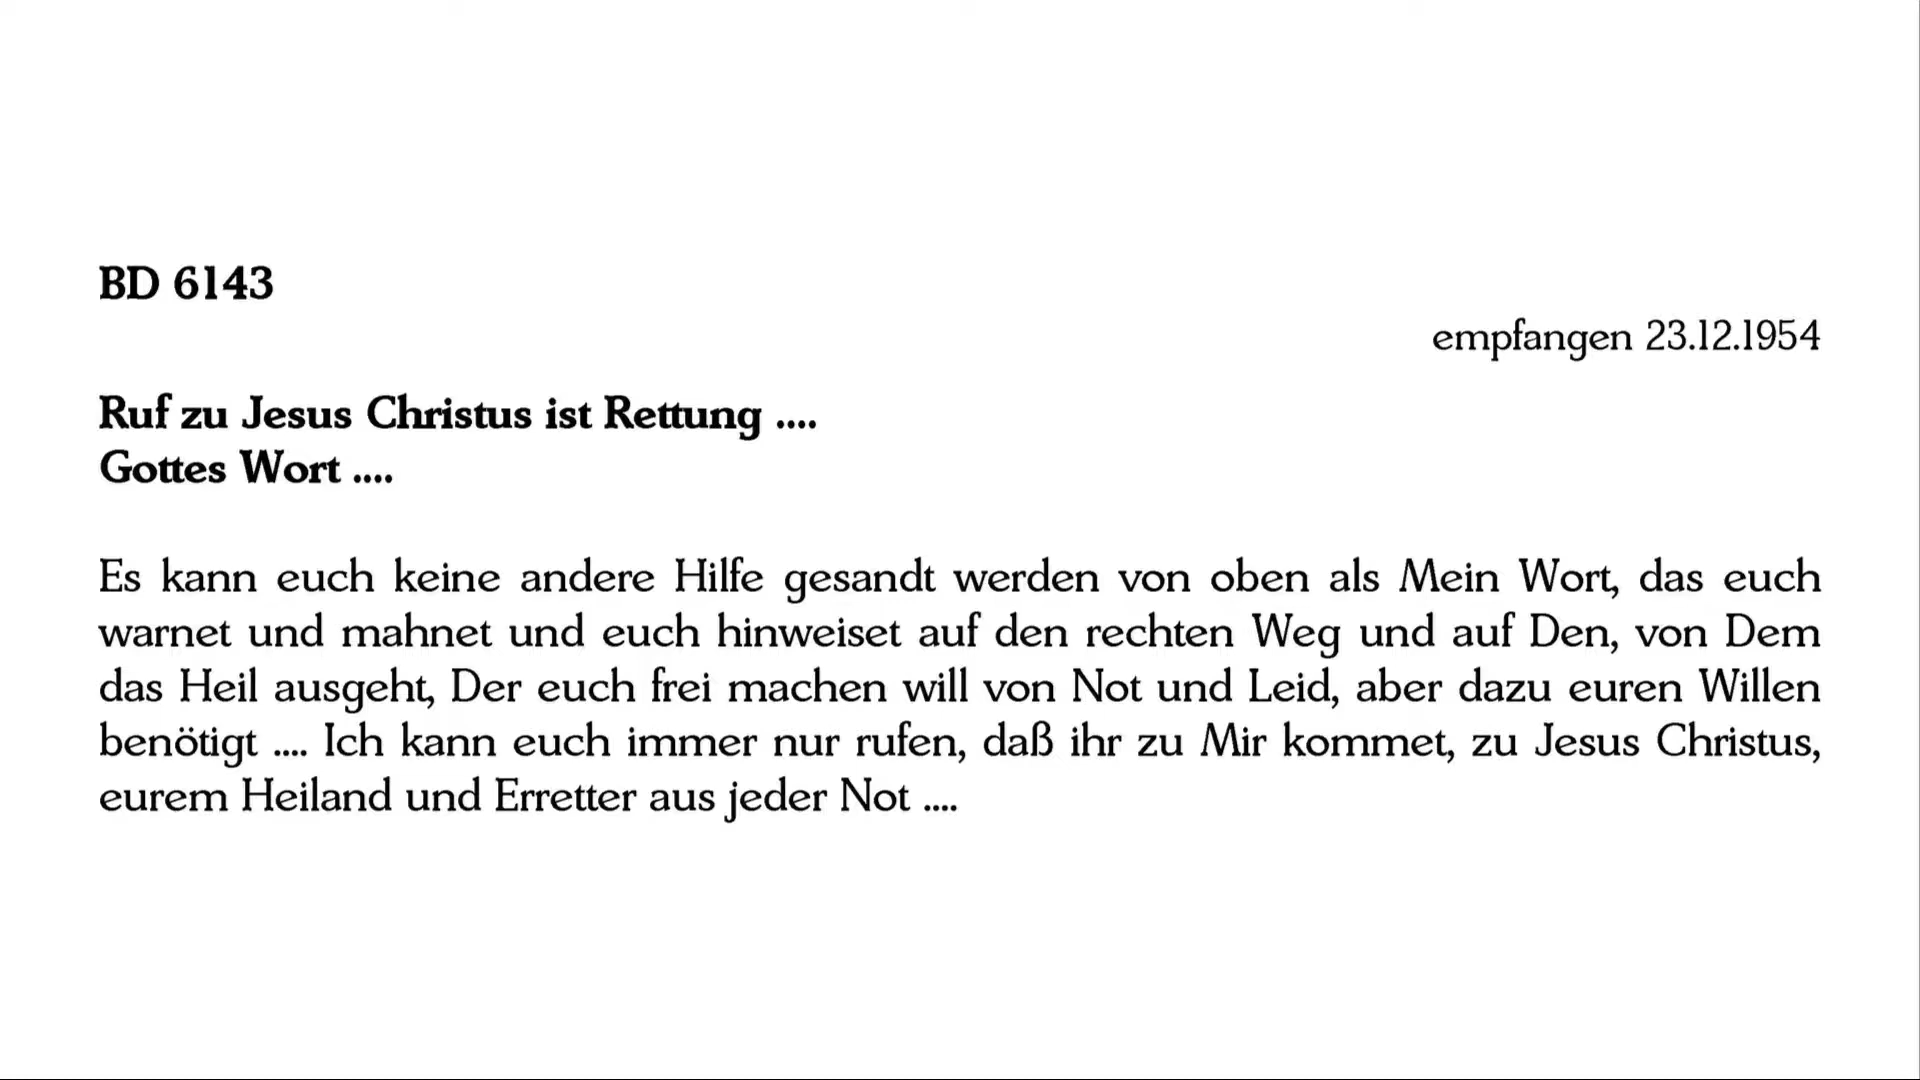 BD 6143
empfangen 23.12.1954
Ruf zu Jesus Christus ist Rettung ....
Gottes Wort ....
Es kann euch keine andere Hilfe gesandt werden von oben als Mein Wort, das euch
warnet und mahnet und euch hinweiset auf den rechten Weg und auf Den, von Dem
das Heil ausgeht, Der euch frei machen will von Not und Leid, aber dazu euren Willen
benötigt .... Ich kann euch immer nur rufen, daß ihr zu Mir kommet, zu Jesus Christus,
eurem Heiland und Erretter aus jeder Not ....